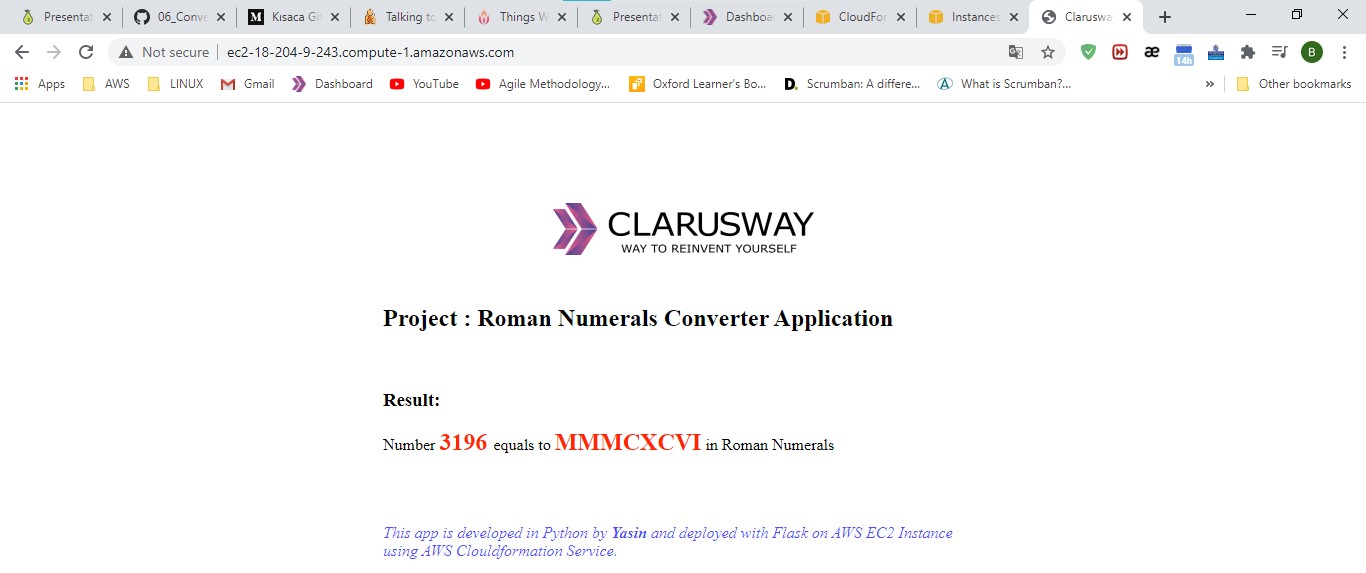 Presentat
06_Conve
Kısaca Gi
Talking to
Things W
Presentat
Dashboar
CloudFor
Instances
Clarusway
Not secure
ec2-18-204-9-243.compute-1.amazonaws.com
14h
B
Apps
AWS
LINUX
Gmail
Dashboard
YouTube
Agile Methodology...
Oxford Learner's Bo...
Scrumban: A differe...
What is Scrumban?...
»
Other bookmarks
CLARUSWAY
WAY TO REINVENT YOURSELF
Project : Roman Numerals Converter Application
Result:
Number 3196 equals to MMMCXCVI in Roman Numerals
This app is developed in Python by Yasin and deployed with Flask on AWS EC2 Instance
using AWS Clouldformation Service.